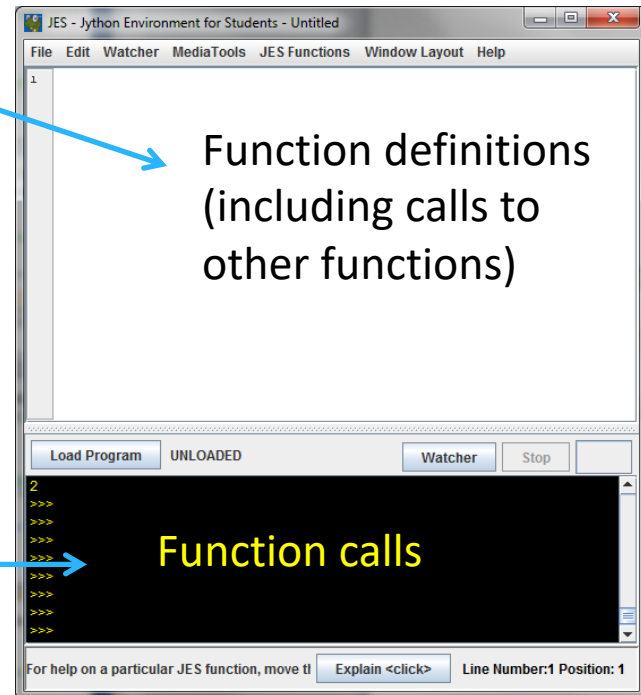 JES - Jython Environment for Students - Untitled
File Edit Watcher MediaTools JES Functions Window Layout Help
1
Function definitions
(including calls to
other functions)
Load Program UNLOADED Watcher Stop
2
>>>
>>>
>>>
>>>
>>>
>>>
>>>
>>>
Function calls
For help on a particular JES function, move tl Explain <click> Line Number:1 Position: 1